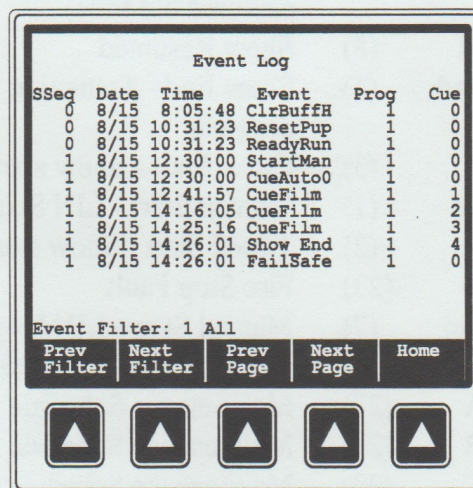 Event Log
SSeq Date Time Event Prog Cue
0 8/15 8:05:48 ClrBuffH 1 0
0 8/15 10:31:23 ResetPup 1 0
0 8/15 10:31:23 ReadyRun 1 0
1 8/15 12:30:00 StartMan 1 0
1 8/15 12:30:00 CueAuto0 1 0
1 8/15 12:41:57 CueFilm 1 1
1 8/15 14:16:05 CueFilm 1 2
1 8/15 14:25:16 CueFilm 1 3
1 8/15 14:26:01 Show End 1 4
1 8/15 14:26:01 FailSafe 1 0
Event Filter: 1 All
Prev Filter Next Filter Prev Page Next Page Home